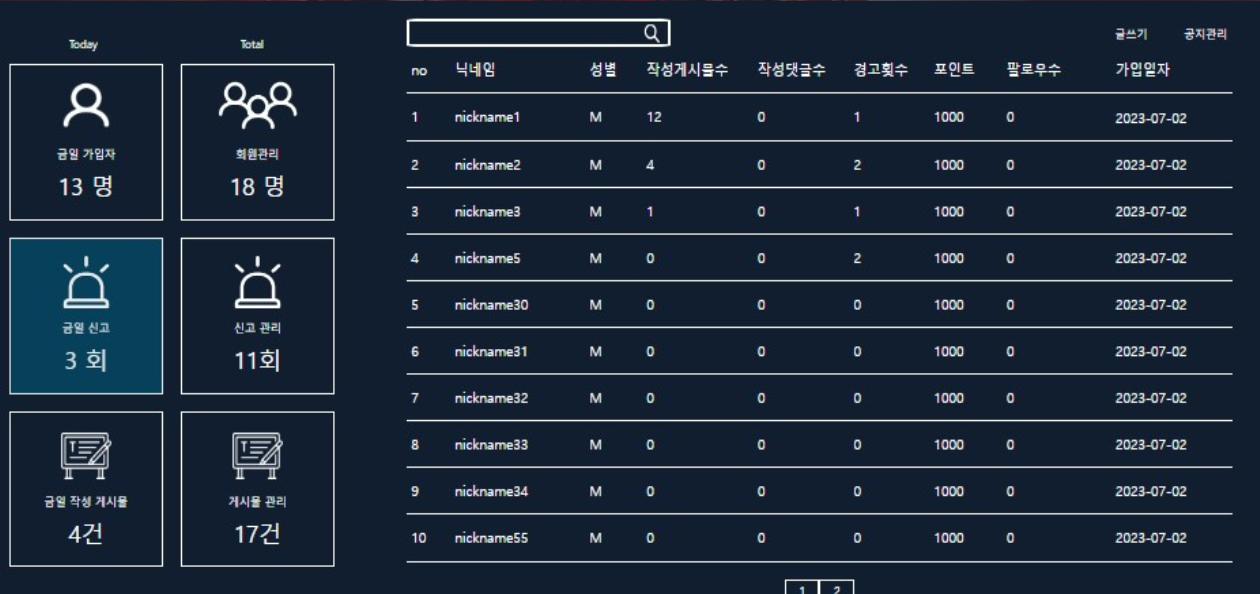 Today
Total
금일 가입자
13 명
회원관리
18 명
금일 신고
3 회
신고 관리
11회
금일 작성 게시물
4건
게시물 관리
17건
글쓰기 공지관리
no 닉네임 성별 작성게시물수 작성댓글수 경고횟수 포인트 팔로우수 가입일자
1 nickname1 M 12 0 1 1000 0 2023-07-02
2 nickname2 M 4 0 2 1000 0 2023-07-02
3 nickname3 M 1 0 1 1000 0 2023-07-02
4 nickname5 M 0 0 2 1000 0 2023-07-02
5 nickname30 M 0 0 0 1000 0 2023-07-02
6 nickname31 M 0 0 0 1000 0 2023-07-02
7 nickname32 M 0 0 0 1000 0 2023-07-02
8 nickname33 M 0 0 0 1000 0 2023-07-02
9 nickname34 M 0 0 0 1000 0 2023-07-02
10 nickname55 M 0 0 0 1000 0 2023-07-02
1 2